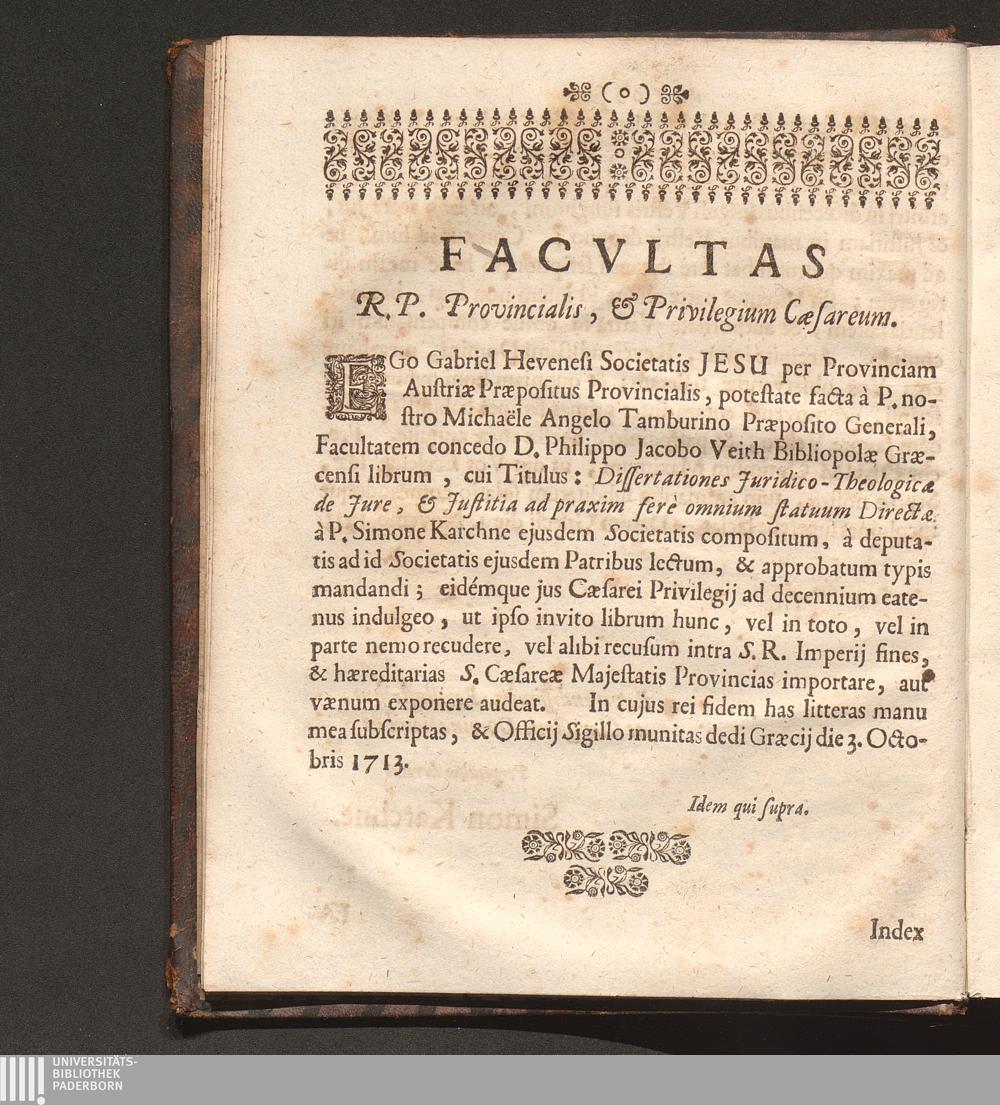 ( o )
FACVLTAS
R. P. Provincialis, & Privilegium Cæſareum.
EGo Gabriel Heveneſi Societatis JESU per Provinciam
Auſtriæ Præpoſitus Provincialis, poteſtate facta à P. no-
ſtro Michaële Angelo Tamburino Præpoſito Generali,
Facultatem concedo D. Philippo Jacobo Veith Bibliopolæ Græ-
cenſi librum , cui Titulus : Diſſertationes Juridico-Theologicæ
de Jure, & Juſtitia ad praxim ferè omnium ſtatuum Directæ
à P. Simone Karchne ejusdem Societatis compoſitum, à deputa-
tis ad id Societatis ejusdem Patribus lectum, & approbatum typis
mandandi ; eidémque jus Cæſarei Privilegij ad decennium eate-
nus indulgeo , ut ipſo invito librum hunc, vel in toto, vel in
parte nemo recudere, vel alibi recuſum intra S. R. Imperij fines,
& hæreditarias S. Cæſareæ Majeſtatis Provincias importare, aut
vænum exponere audeat. In cujus rei fidem has litteras manu
mea ſubſcriptas, & Officij Sigillo munitas dedi Græcij die 3. Octo-
bris 1713.
Idem qui ſupra.
Index
UNIVERSITÄTS-
BIBLIOTHEK
PADERBORN